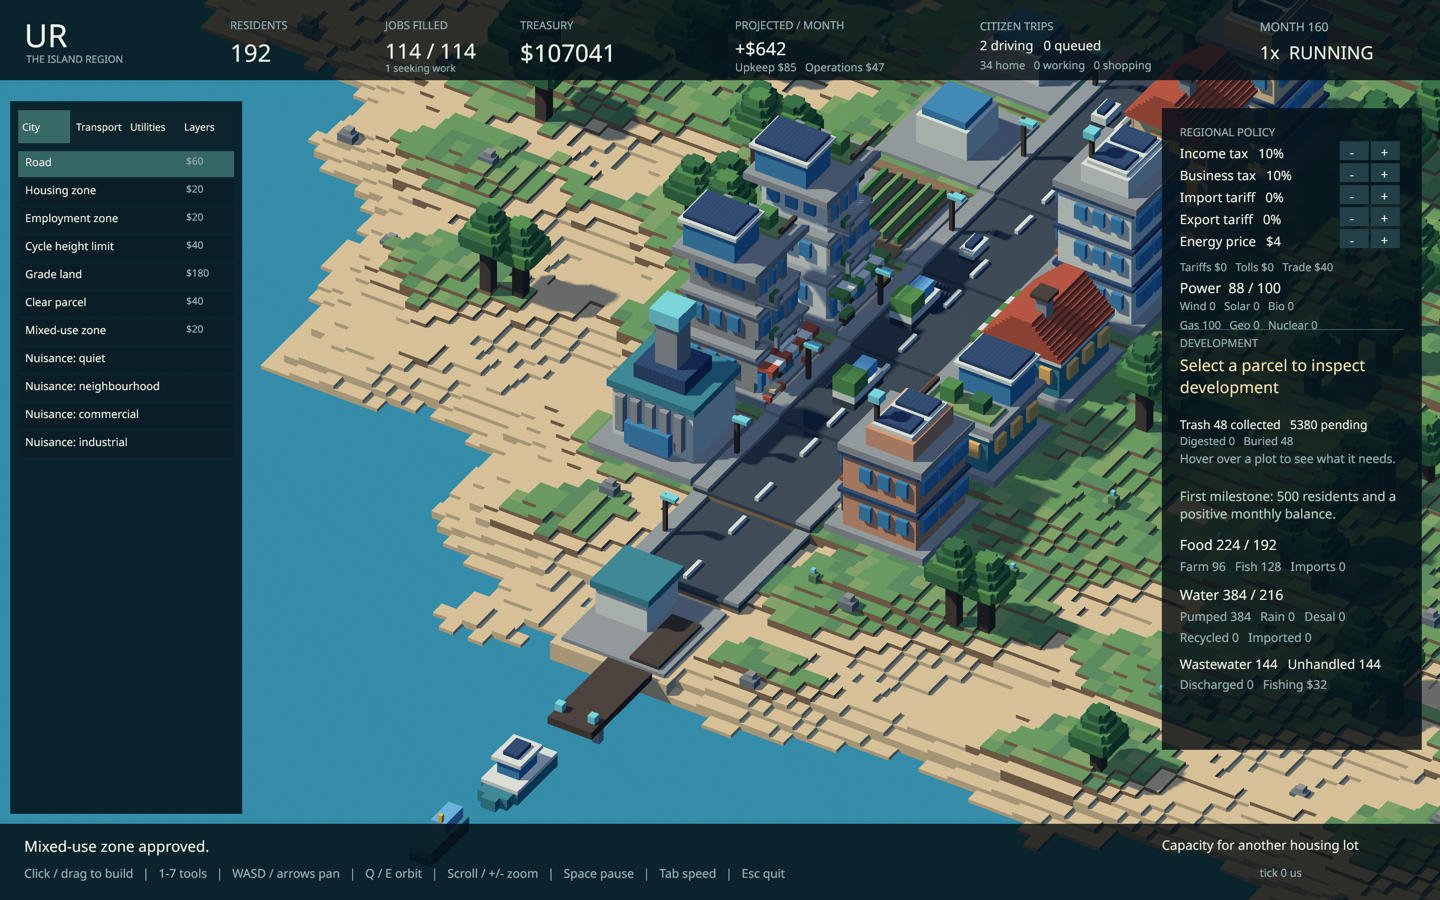 UR
THE ISLAND REGION
RESIDENTS
192
JOBS FILLED
114 / 114
1 seeking work
TREASURY
$107041
PROJECTED / MONTH
+$642
Upkeep $85 Operations $47
CITIZEN TRIPS
2 driving 0 queued
34 home 0 working 0 shopping
MONTH 160
1x RUNNING
City Transport Utilities Layers
Road $60
Housing zone $20
Employment zone $20
Cycle height limit $40
Grade land $180
Clear parcel $40
Mixed-use zone $20
Nuisance: quiet
Nuisance: neighbourhood
Nuisance: commercial
Nuisance: industrial
REGIONAL POLICY
Income tax 10% - +
Business tax 10% - +
Import tariff 0% - +
Export tariff 0% - +
Energy price $4 - +
Tariffs $0 Tolls $0 Trade $40
Power 88 / 100
Wind 0 Solar 0 Bio 0
Gas 100 Geo 0 Nuclear 0
DEVELOPMENT
Select a parcel to inspect
development
Trash 48 collected 5380 pending
Digested 0 Buried 48
Hover over a plot to see what it needs.
First milestone: 500 residents and a
positive monthly balance.
Food 224 / 192
Farm 96 Fish 128 Imports 0
Water 384 / 216
Pumped 384 Rain 0 Desal 0
Recycled 0 Imported 0
Wastewater 144 Unhandled 144
Discharged 0 Fishing $32
Mixed-use zone approved.
Click / drag to build | 1-7 tools | WASD / arrows pan | Q / E orbit | Scroll / +/- zoom | Space pause | Tab speed | Esc quit
Capacity for another housing lot
tick 0 us